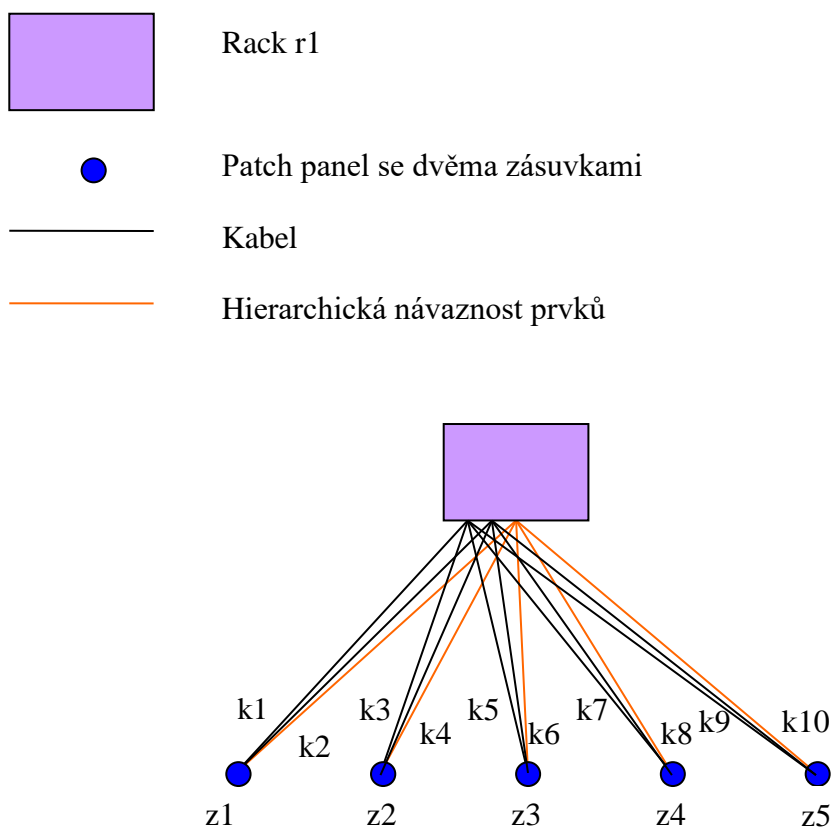 Rack r1
Patch panel se dvěma zásuvkami
Kabel
Hierarchická návaznost prvků
k1 k2 k3 k4 k5 k6 k7 k8 k9 k10
z1 z2 z3 z4 z5